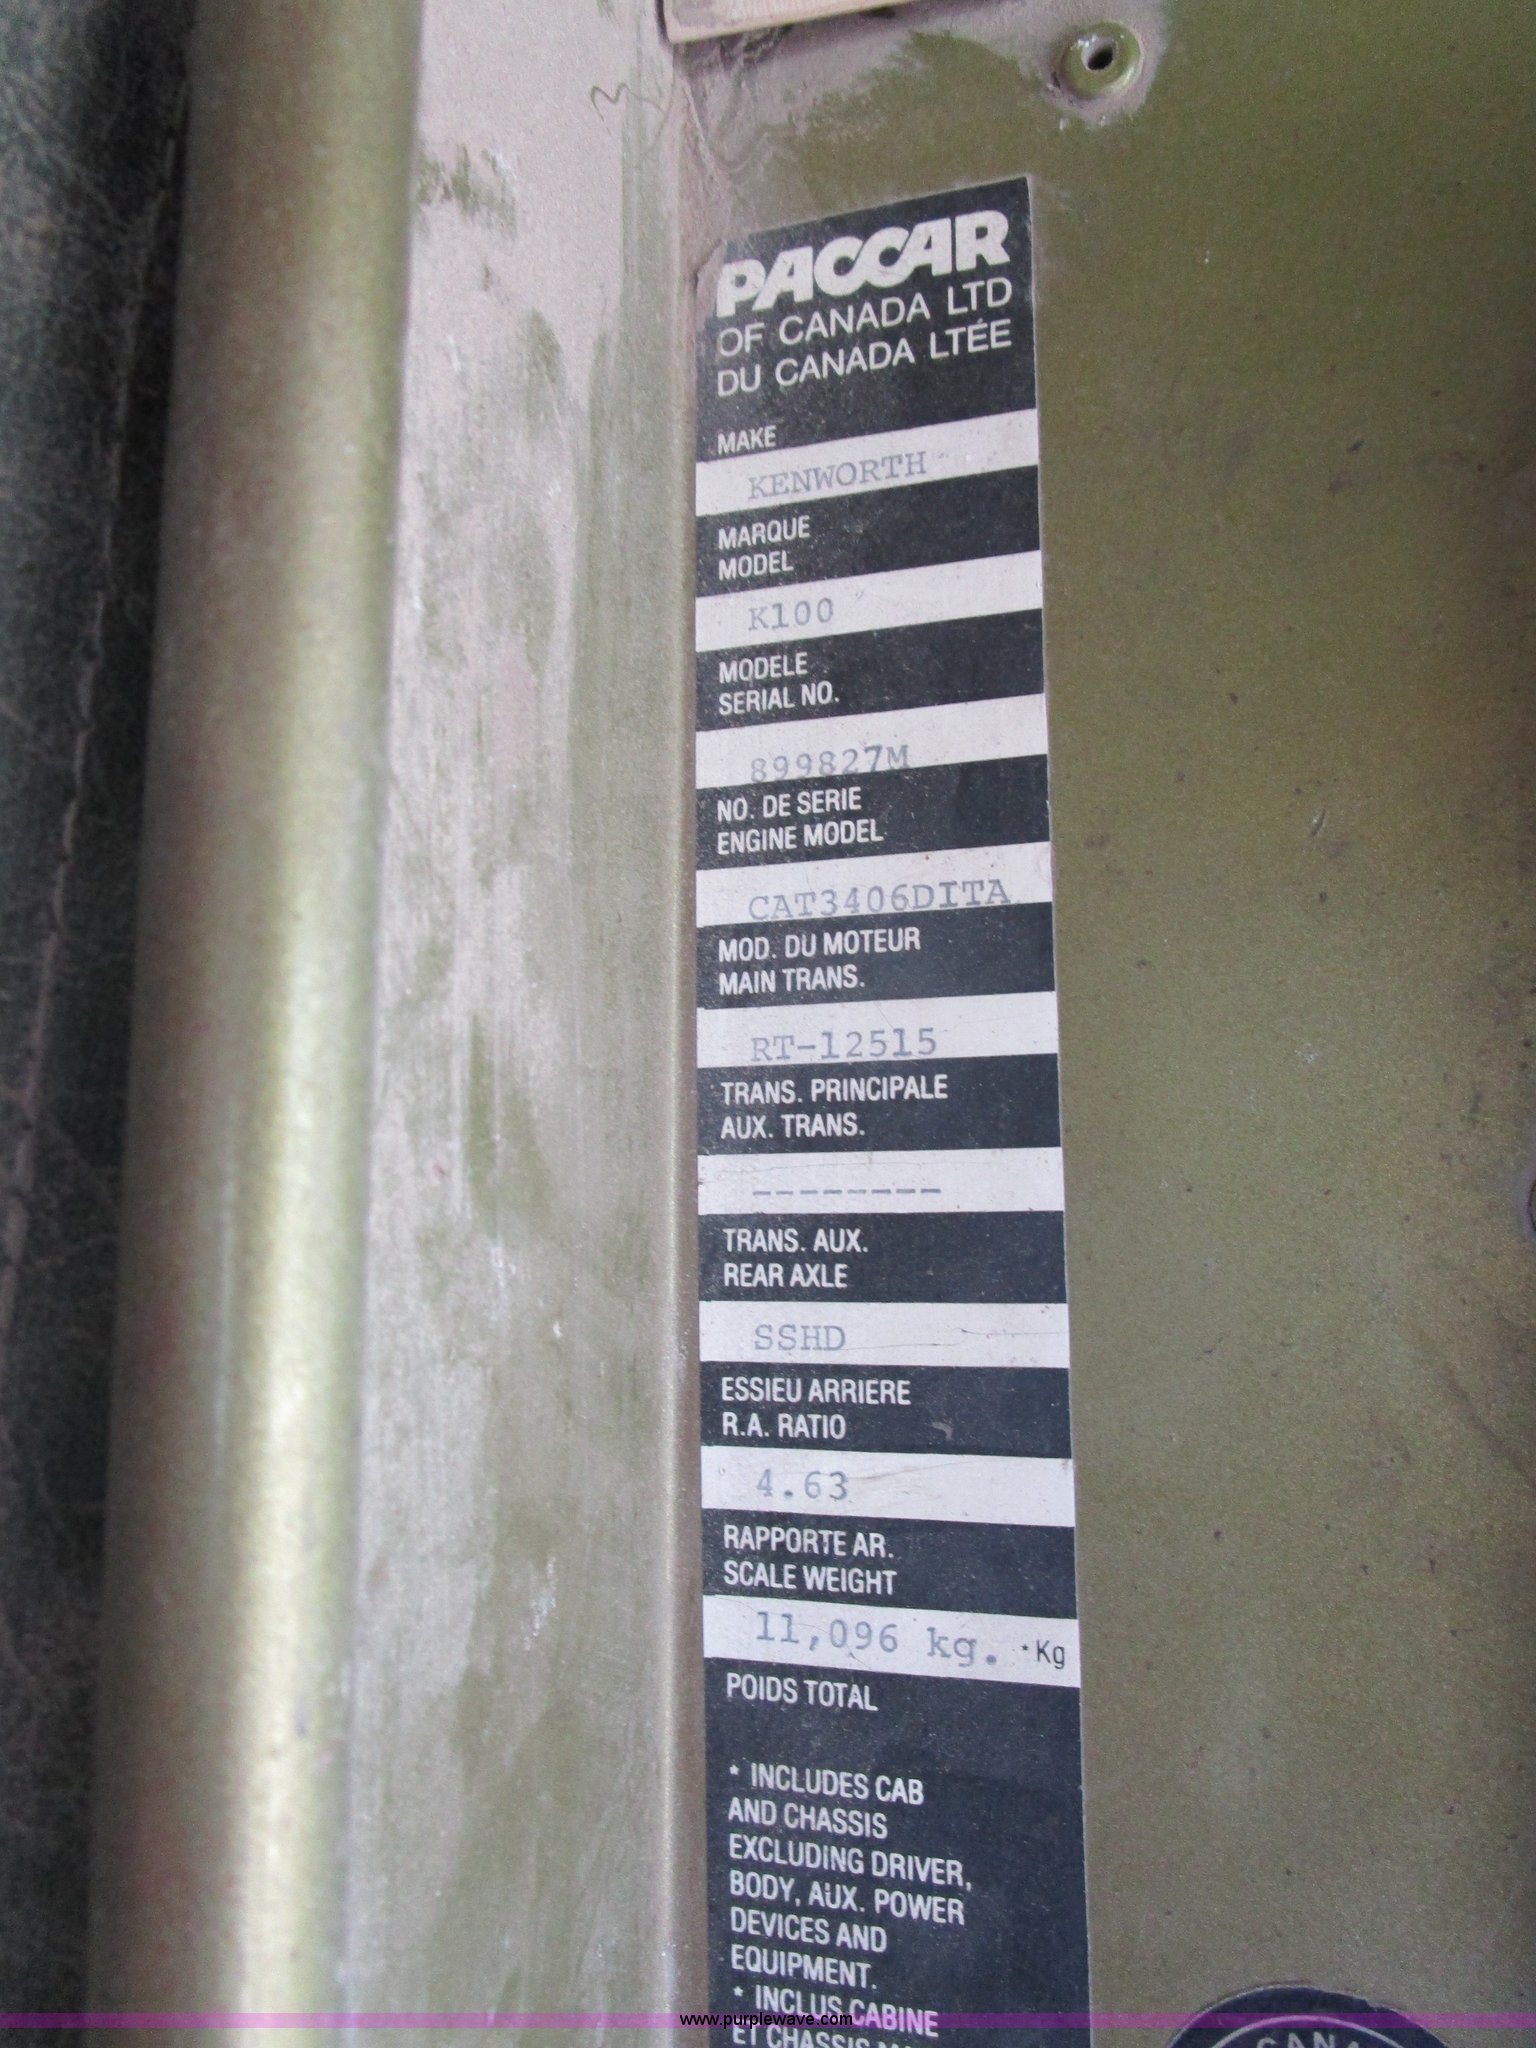 PACCAR
OF CANADA LTD
DU CANADA LTÉE
MAKE
KENWORTH
MARQUE
MODEL
K100
MODELE
SERIAL NO.
899827M
NO. DE SERIE
ENGINE MODEL
CAT3406DITA
MOD. DU MOTEUR
MAIN TRANS.
RT-12515
TRANS. PRINCIPALE
AUX. TRANS.
--------
TRANS. AUX.
REAR AXLE
SSHD
ESSIEU ARRIERE
R.A. RATIO
4.63
RAPPORTE AR.
SCALE WEIGHT
11,096 kg. *Kg
POIDS TOTAL
* INCLUDES CAB
AND CHASSIS
EXCLUDING DRIVER,
BODY, AUX. POWER
DEVICES AND
EQUIPMENT.
* INCLUS CABINE
ET CHASSIS
www.purplewave.com